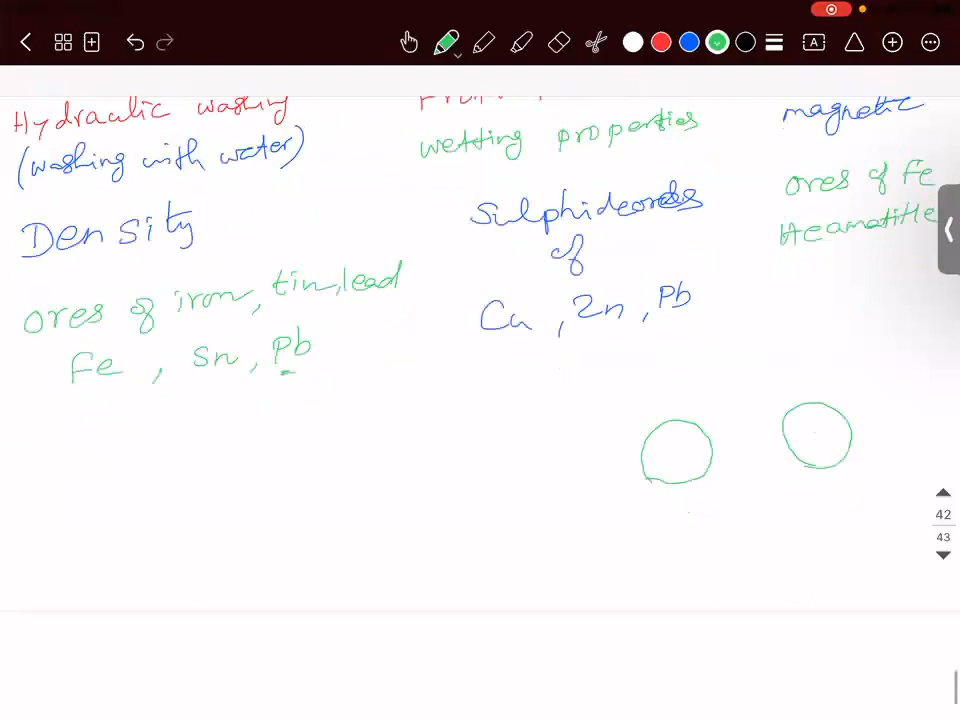 Hydraulic washing
(washing with water)
Density
ores of iron, tin, lead
Fe, Sn, Pb
wetting properties
Sulphide ores
of
Cu, Zn, Pb
magnetic
ores of Fe
Heamatite
A
42
43